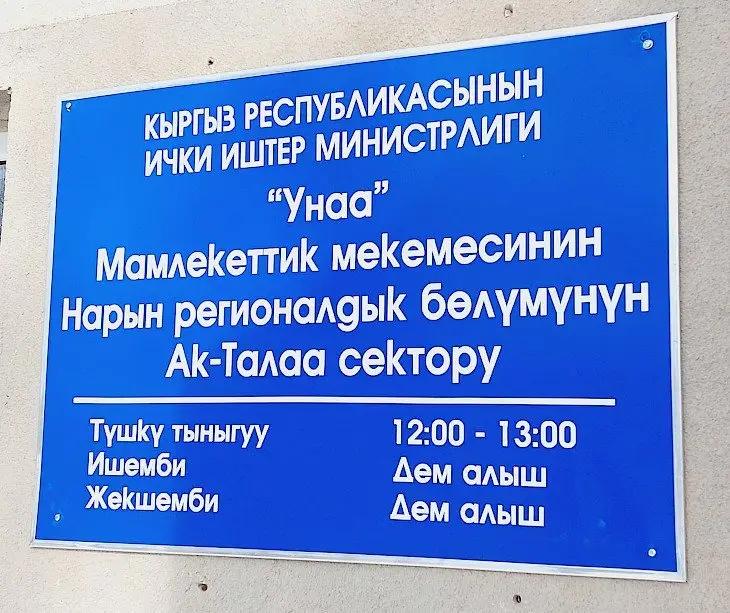 КЫРГЫЗ РЕСПУБЛИКАСЫНЫН
ИЧКИ ИШТЕР МИНИСТРЛИГИ
“Унаа”
Мамлекеттик мекемесинин
Нарын регионалдык бөлүмүнүн
Ак-Талаа сектору
Түшкү тыныгуу 12:00 - 13:00
Ишемби Дем алыш
Жекшемби Дем алыш